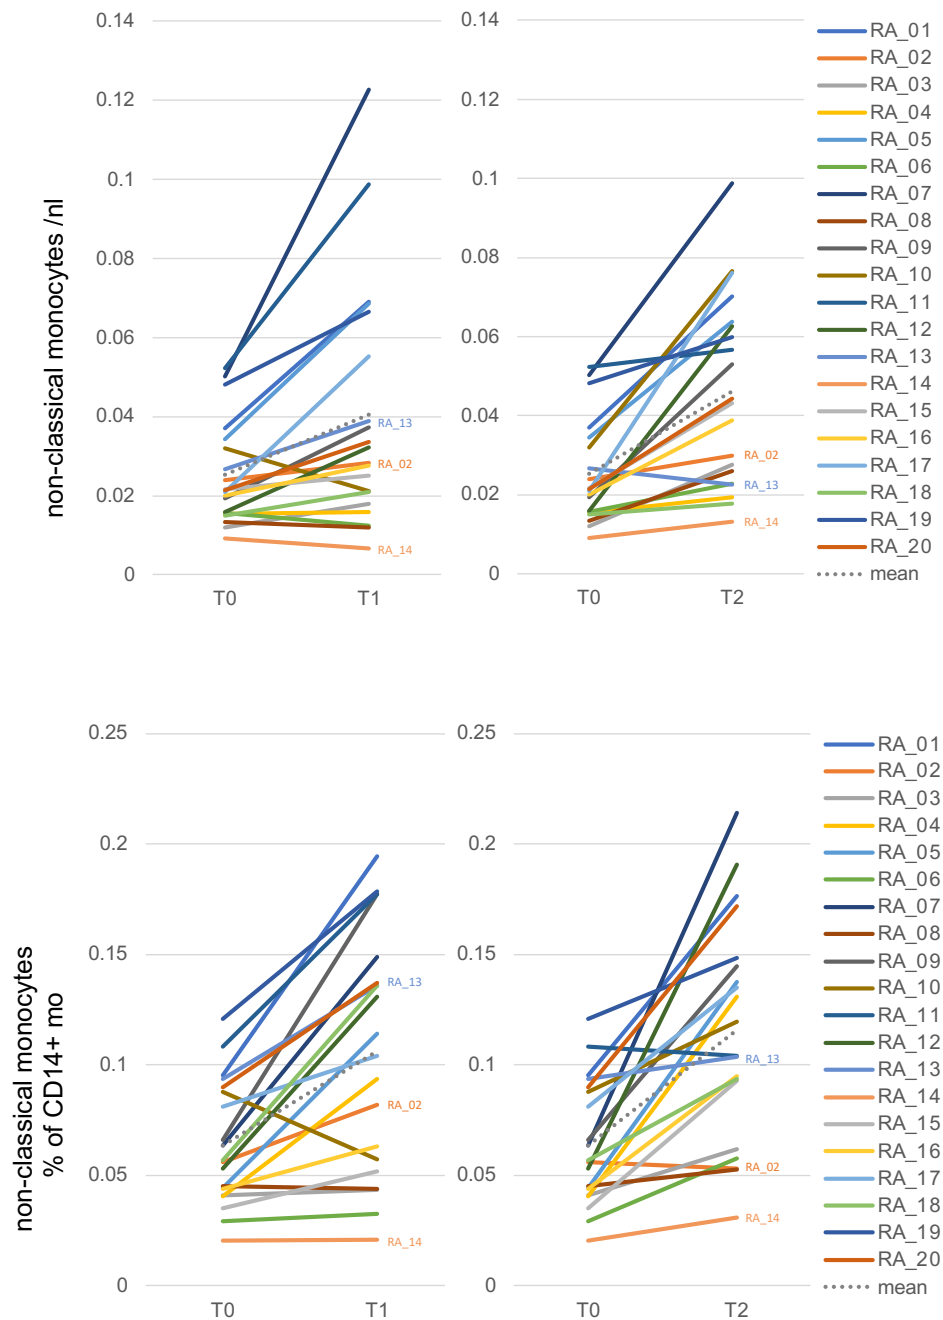 0.14
0.12
0.1
0.08
0.06
0.04
0.02
0
non-classical monocytes /nl
T0
T1
RA_13
RA_02
RA_14
0.14
0.12
0.1
0.08
0.06
0.04
0.02
0
T0
T2
RA_02
RA_13
RA_14
RA_01
RA_02
RA_03
RA_04
RA_05
RA_06
RA_07
RA_08
RA_09
RA_10
RA_11
RA_12
RA_13
RA_14
RA_15
RA_16
RA_17
RA_18
RA_19
RA_20
mean
0.25
0.2
0.15
0.1
0.05
0
non-classical monocytes
% of CD14+ mo
T0
T1
RA_13
RA_02
RA_14
0.25
0.2
0.15
0.1
0.05
0
T0
T2
RA_13
RA_02
RA_14
RA_01
RA_02
RA_03
RA_04
RA_05
RA_06
RA_07
RA_08
RA_09
RA_10
RA_11
RA_12
RA_13
RA_14
RA_15
RA_16
RA_17
RA_18
RA_19
RA_20
mean